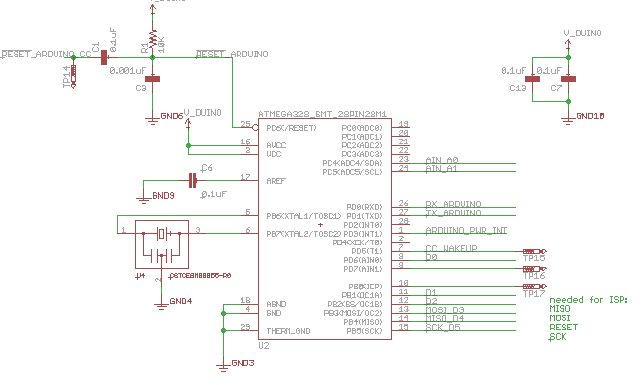 V_DUINO
RESET_ARDUINO_CC
C1
0.1uF
R1
10K
RESET_ARDUINO
TP14
0.001uF
C3
GND6
V_DUINO
0.1uF
0.1uF
C13
C7
GND10
V_DUINO
ATMEGA328_SMT_28PIN28M1
25
PC6(/RESET)
16
AVCC
3
VCC
17
AREF
C6
0.1uF
GND9
5
PB6(XTAL1/TOSC1)
6
PB7(XTAL2/TOSC2)
1
3
2
GND4
18
AGND
4
GND
29
THERM_GND
GND3
U2
PC0(ADC0)
19
PC1(ADC1)
20
PC2(ADC2)
21
PC3(ADC3)
22
PC4(ADC4/SDA)
23
AIN_A0
PC5(ADC5/SCL)
24
AIN_A1
PD0(RXD)
26
RX_ARDUINO
PD1(TXD)
27
TX_ARDUINO
PD2(INT0)
28
PD3(INT1)
1
ARDUINO_PWR_INT
PD4(XCK/T0)
2
PD5(T1)
7
CC_WAKEUP
TP15
PD6(AIN0)
8
D0
PD7(AIN1)
9
TP16
PB0(ICP)
10
TP17
PB1(OC1A)
11
D1
PB2(SS/OC1B)
12
D2
PB3(MOSI/OC2)
13
MOSI_D3
PB4(MISO)
14
MISO_D4
PB5(SCK)
15
SCK_D5
needed for ISP:
MISO
MOSI
RESET
SCK